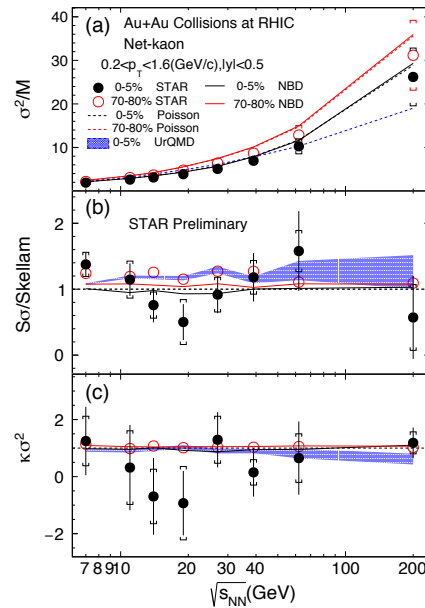 (a) Au+Au Collisions at RHIC
Net-kaon
0.2<p_T<1.6(GeV/c),|y|<0.5
0-5% STAR 0-5% NBD
70-80% STAR 70-80% NBD
0-5% Poisson
70-80% Poisson
0-5% UrQMD
σ²/M
40
30
20
10
(b) STAR Preliminary
Sσ/Skellam
2
1
0
(c)
κσ²
2
0
−2
7 8 9 10 20 30 40 100 200
√s_NN (GeV)